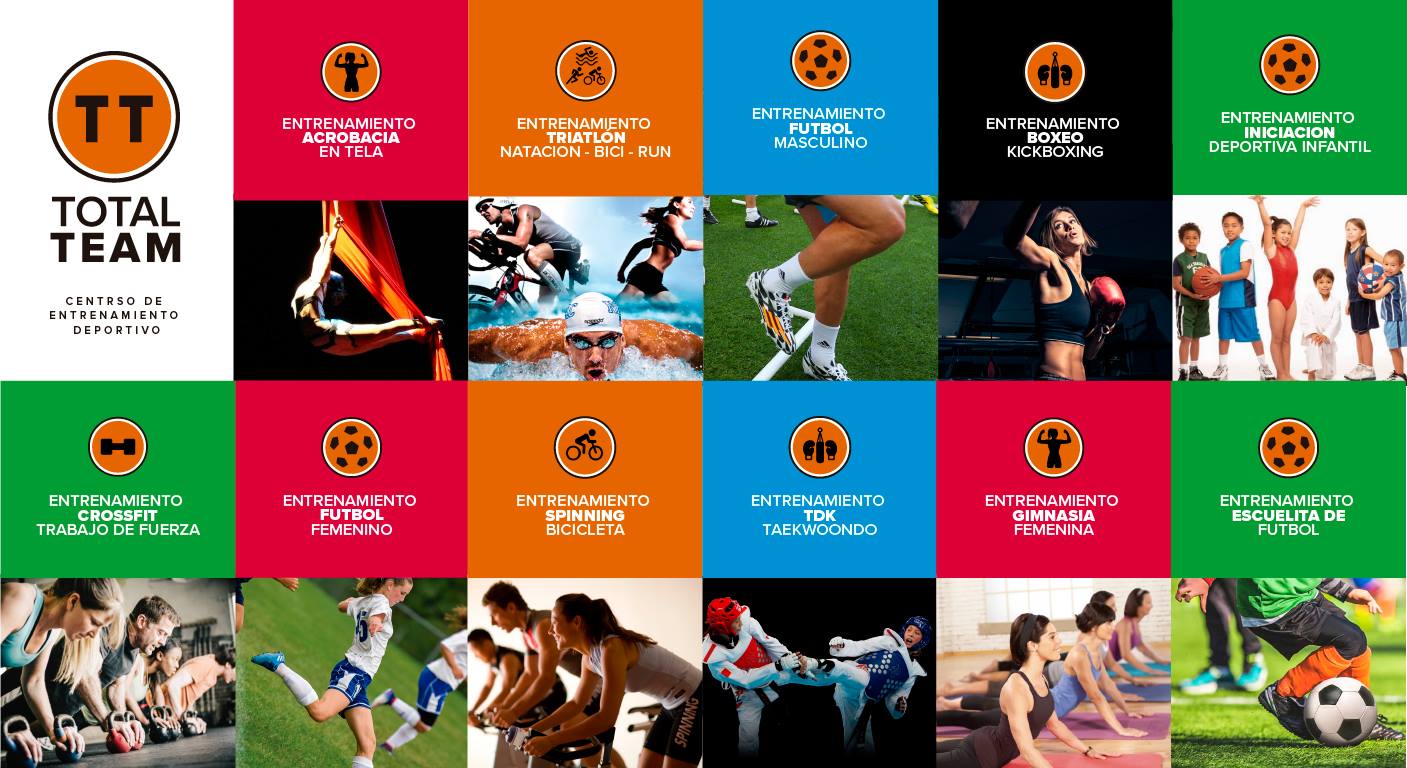 TT
TOTAL
TEAM
CENTRSO DE
ENTRENAMIENTO
DEPORTIVO
ENTRENAMIENTO
ACROBACIA
EN TELA
ENTRENAMIENTO
TRIATLÓN
NATACION - BICI - RUN
ENTRENAMIENTO
FUTBOL
MASCULINO
ENTRENAMIENTO
BOXEO
KICKBOXING
ENTRENAMIENTO
INICIACION
DEPORTIVA INFANTIL
speedo
ENTRENAMIENTO
CROSSFIT
TRABAJO DE FUERZA
ENTRENAMIENTO
FUTBOL
FEMENINO
ENTRENAMIENTO
SPINNING
BICICLETA
ENTRENAMIENTO
TDK
TAEKWOONDO
ENTRENAMIENTO
GIMNASIA
FEMENINA
ENTRENAMIENTO
ESCUELITA DE
FUTBOL
SPINNING